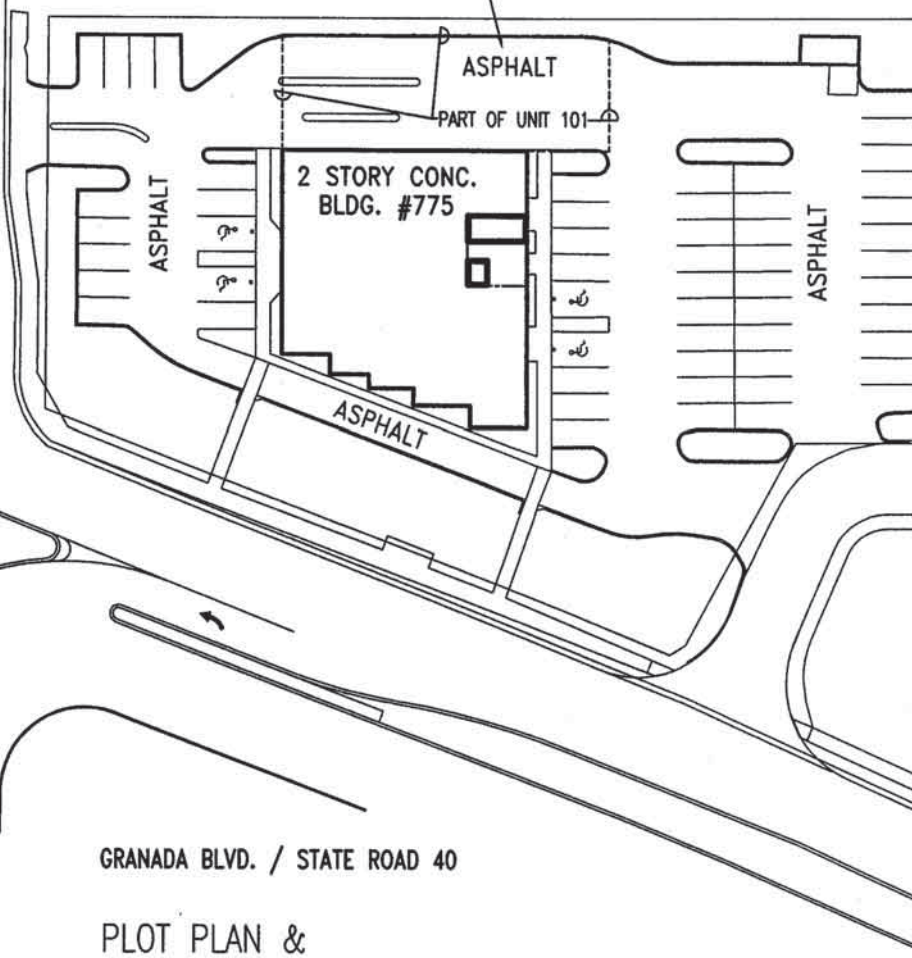 ASPHALT
PART OF UNIT 101
2 STORY CONC.
BLDG. #775
ASPHALT
ASPHALT
ASPHALT
GRANADA BLVD. / STATE ROAD 40
PLOT PLAN &